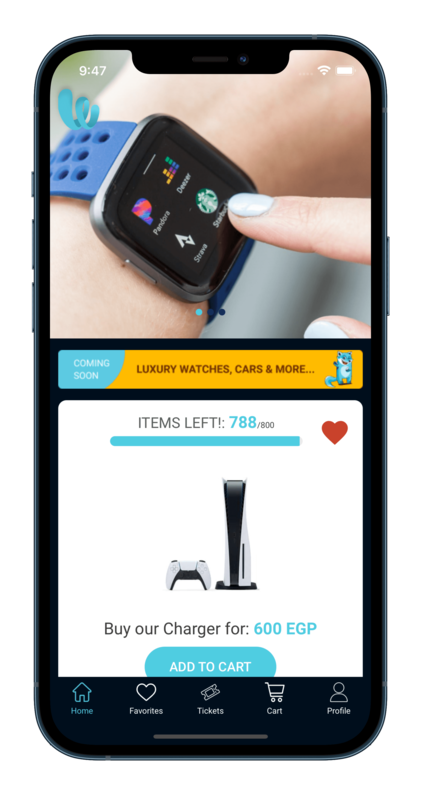 9:47
Deezer
Pandora
Strava
COMING
SOON
LUXURY WATCHES, CARS & MORE...
ITEMS LEFT!: 788/800
Buy our Charger for: 600 EGP
ADD TO CART
Home
Favorites
Tickets
Cart
Profile